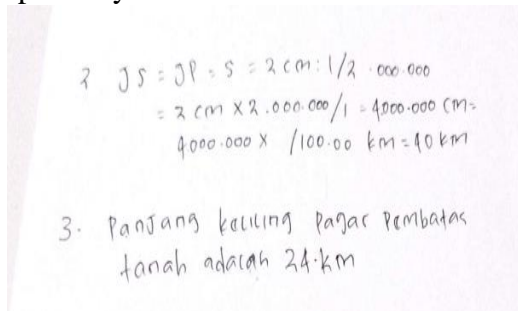 2 JS = JP = S = 2 cm : 1/2.000.000
= 2 cm x 2.000.000/1 = 4000.000 cm =
4000.000 x /100.00 km = 40 km
3. Panjang keliling pagar pembatas
tanah adalah 24.km